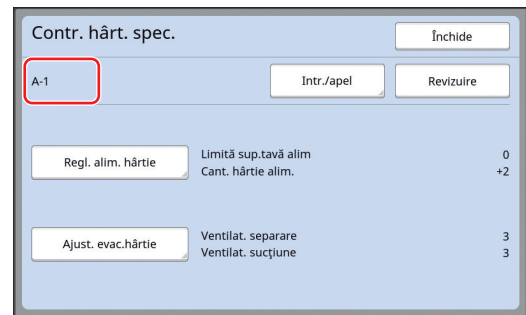 Contr. hârt. spec.
Închide
A-1
Intr./apel
Revizuire
Regl. alim. hârtie
Limită sup.tavă alim 0
Cant. hârtie alim. +2
Ajust. evac.hârtie
Ventilat. separare 3
Ventilat. sucţiune 3